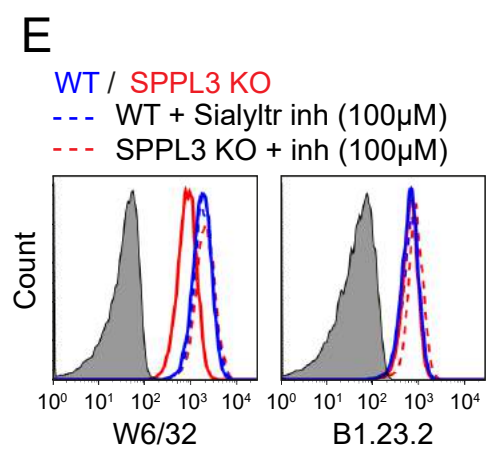 E
WT / SPPL3 KO
--- WT + Sialyltr inh (100µM)
--- SPPL3 KO + inh (100µM)
Count
10⁰ 10¹ 10² 10³ 10⁴
10⁰ 10¹ 10² 10³ 10⁴
W6/32
B1.23.2